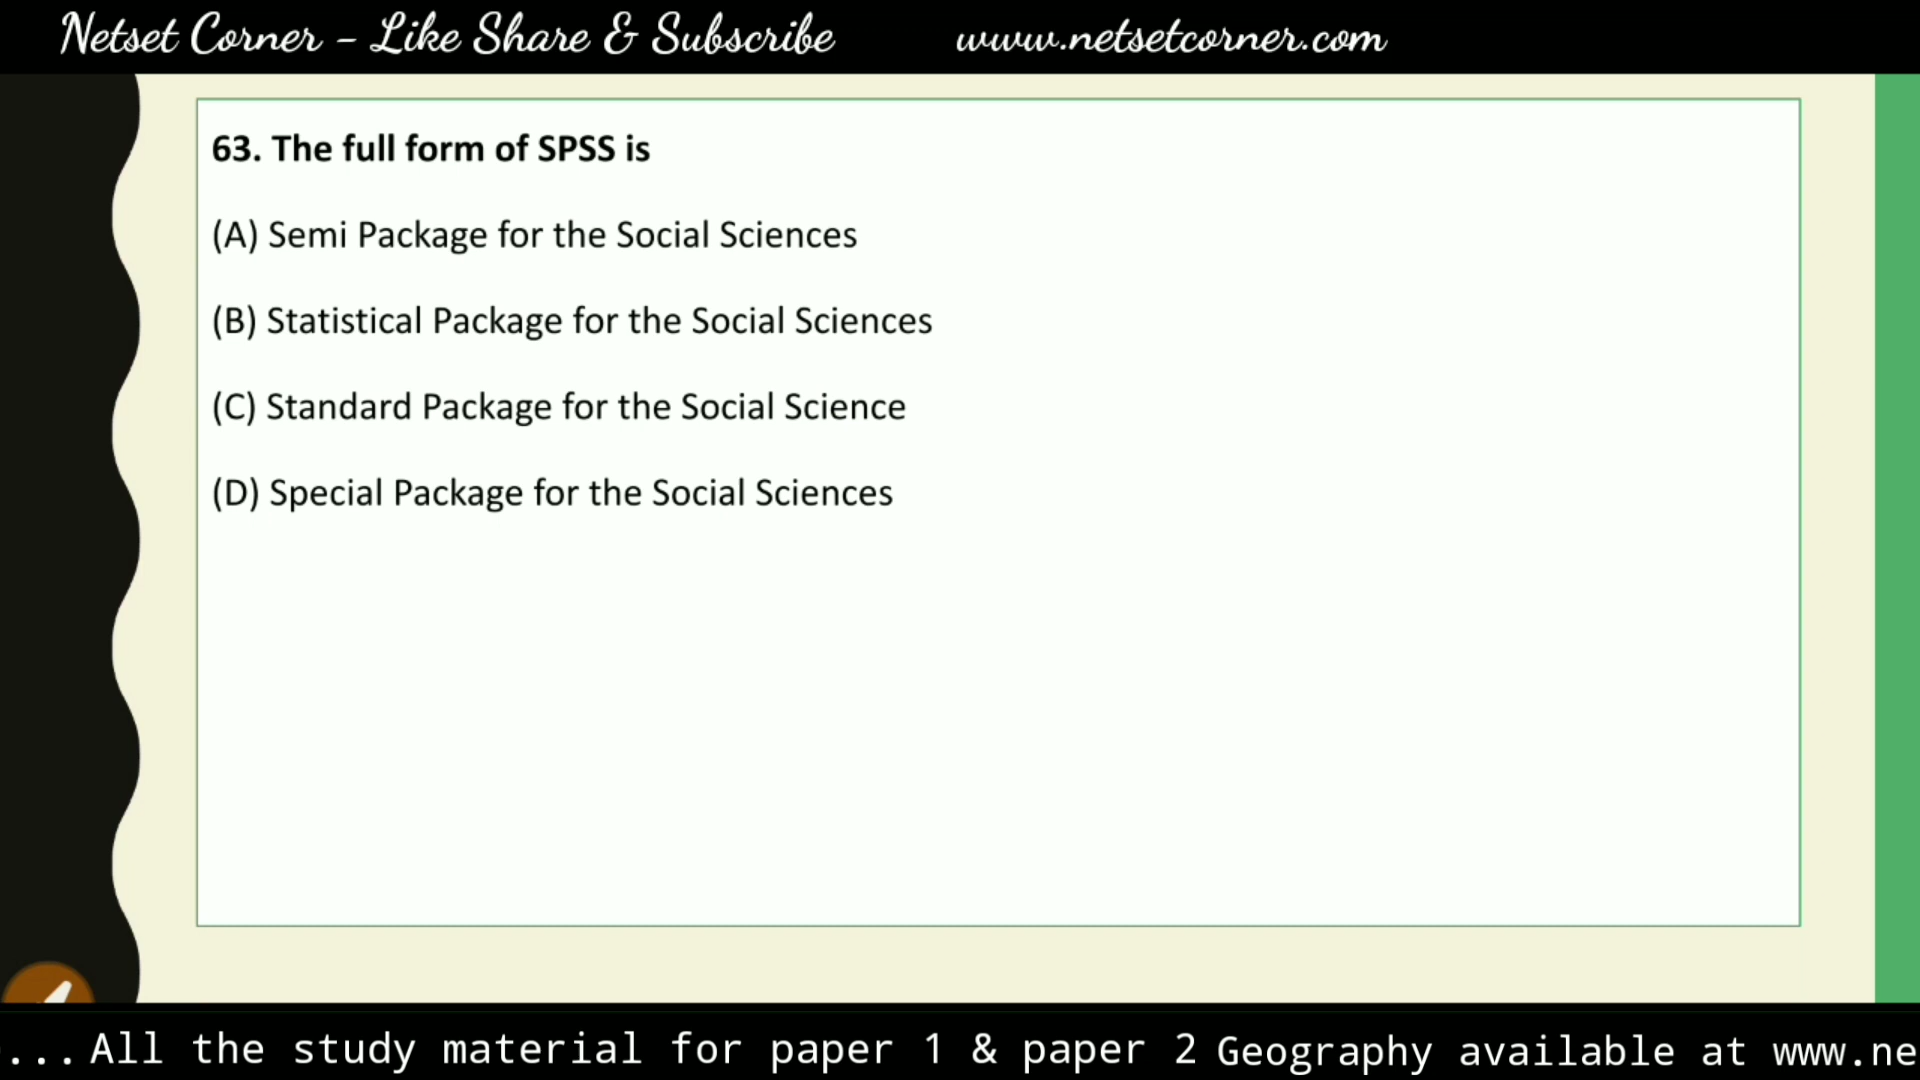 Netset Corner - Like Share & Subscribe www.netsetcorner.com
63. The full form of SPSS is
(A) Semi Package for the Social Sciences
(B) Statistical Package for the Social Sciences
(C) Standard Package for the Social Science
(D) Special Package for the Social Sciences
... All the study material for paper 1 & paper 2 Geography available at www.ne